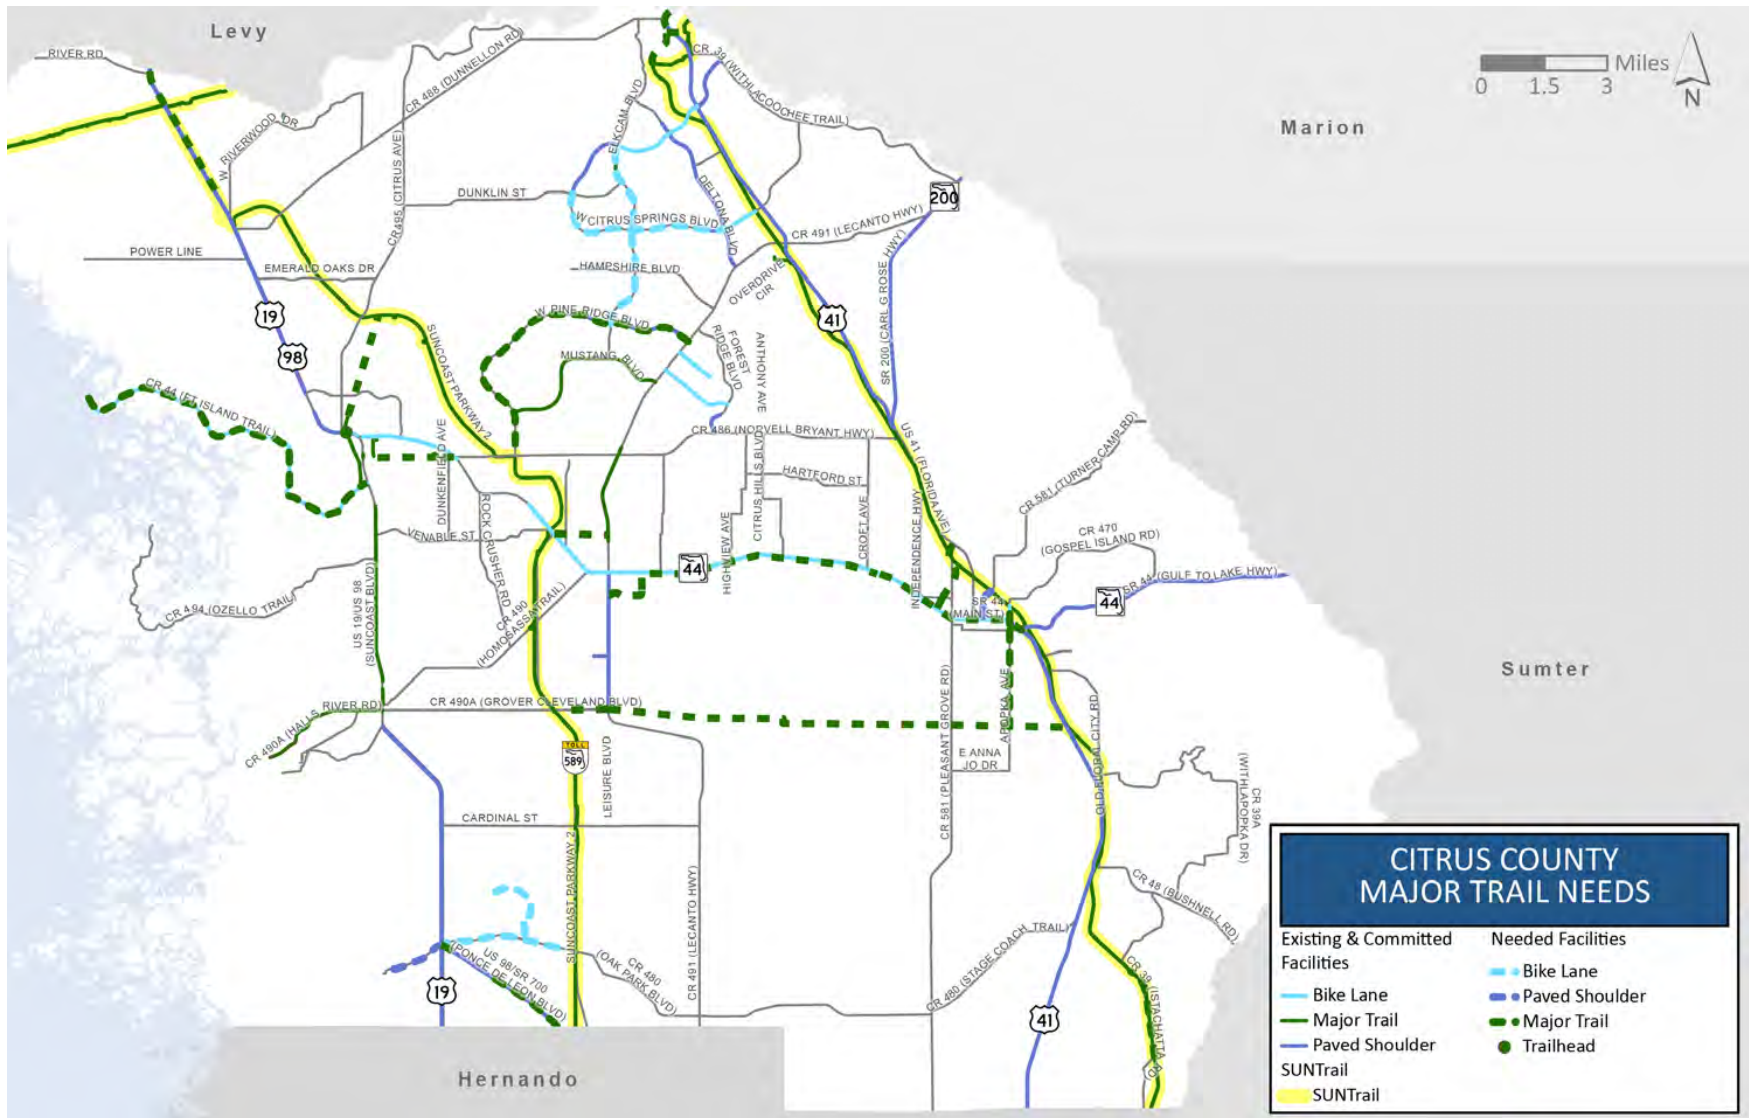 Levy
RIVER RD
CR 488 (DUNNELLON RD)
CR 39 (WITHLACOOCHEE TRAIL)
Miles
0 1.5 3
N
Marion
W RIVERWOOD DR
CR 495 (CITRUS AVE)
ELKCAM BLVD
DUNKLIN ST
DELTONA BLVD
200
W CITRUS SPRINGS BLVD
CR 491 (LECANTO HWY)
POWER LINE
EMERALD OAKS DR
HAMPSHIRE BLVD
OVERDRIVE
CIR
SR 200 (CARL G ROSE HWY)
19
41
W PINE RIDGE BLVD
98
SUNCOAST PARKWAY 2
MUSTANG BLVD
FOREST
RIDGE BLVD
ANTHONY AVE
CR 44 (FT ISLAND TRAIL)
CR 486 (NORVELL BRYANT HWY)
US 41 (FLORIDA AVE)
CR 581 (TURNER CAMP RD)
DUNKENFIELD AVE
CITRUS HILLS BLVD
HARTFORD ST
ROCK CRUSHER RD
VENABLE ST
HIGHVIEW AVE
CROFT AVE
INDEPENDENCE HWY
CR 470
(GOSPEL ISLAND RD)
44
SR 44 (GULF TO LAKE HWY)
44
CR 494 (OZELLO TRAIL)
US 19/US 98
(SUNCOAST BLVD)
CR 490
(HOMOSASSA TRAIL)
SR 44
(MAIN ST)
Sumter
CR 490A (HALLS RIVER RD)
CR 490A (GROVER CLEVELAND BLVD)
CR 581 (PLEASANT GROVE RD)
APOPKA AVE
OLD FLORAL CITY RD
TOLL
589
LEISURE BLVD
E ANNA
JO DR
CR 39A
(WITHLAPOPKA DR)
CARDINAL ST
SUNCOAST PARKWAY 2
CR 491 (LECANTO HWY)
CR 48 (BUSHNELL RD)
US 98/SR 700
(PONCE DE LEON BLVD)
CR 480
(OAK PARK BLVD)
CR 480 (STAGE COACH TRAIL)
CR 39 (ISTACHATTA RD)
19
41
Hernando
CITRUS COUNTY
MAJOR TRAIL NEEDS
Existing & Committed
Facilities
Bike Lane
Major Trail
Paved Shoulder
SUNTrail
SUNTrail
Needed Facilities
Bike Lane
Paved Shoulder
Major Trail
Trailhead